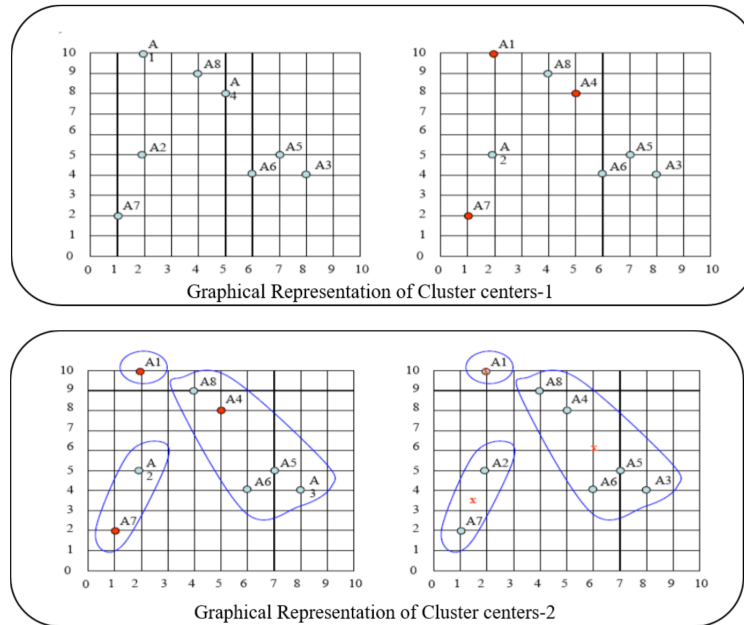 A
1
10
9
8
7
6
5
4
3
2
1
0
A8
A
4
A2
A5
A6
A3
A7
0 1 2 3 4 5 6 7 8 9 10
A1
10
9
8
7
6
5
4
3
2
1
0
A8
A4
A
2
A5
A6
A3
A7
0 1 2 3 4 5 6 7 8 9 10
Graphical Representation of Cluster centers-1
A1
10
9
8
7
6
5
4
3
2
1
0
A8
A4
A
2
A5
A6
A
3
A7
0 1 2 3 4 5 6 7 8 9 10
A1
10
9
8
7
6
5
4
3
2
1
0
A8
A4
x
A2
A5
A6
A3
x
A7
0 1 2 3 4 5 6 7 8 9 10
Graphical Representation of Cluster centers-2